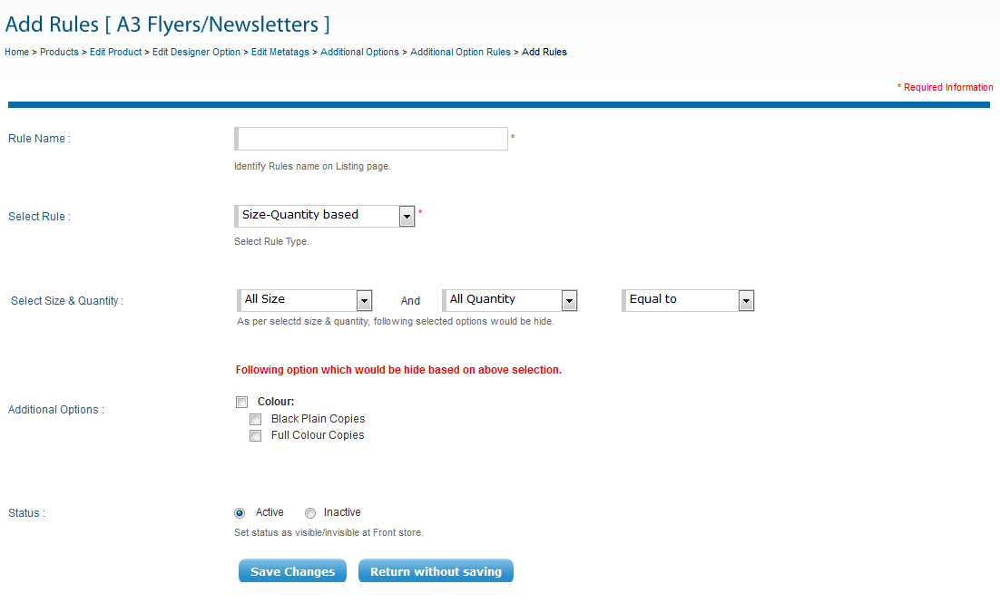 Add Rules [ A3 Flyers/Newsletters ]
Home > Products > Edit Product > Edit Designer Option > Edit Metatags > Additional Options > Additional Option Rules > Add Rules
* Required Information
Rule Name :
*
Identify Rules name on Listing page.
Select Rule :
Size-Quantity based *
Select Rule Type.
Select Size & Quantity :
All Size And All Quantity Equal to
As per selectd size & quantity, following selected options would be hide.
Following option which would be hide based on above selection.
Additional Options :
Colour:
Black Plain Copies
Full Colour Copies
Status :
Active Inactive
Set status as visible/invisible at Front store.
Save Changes Return without saving